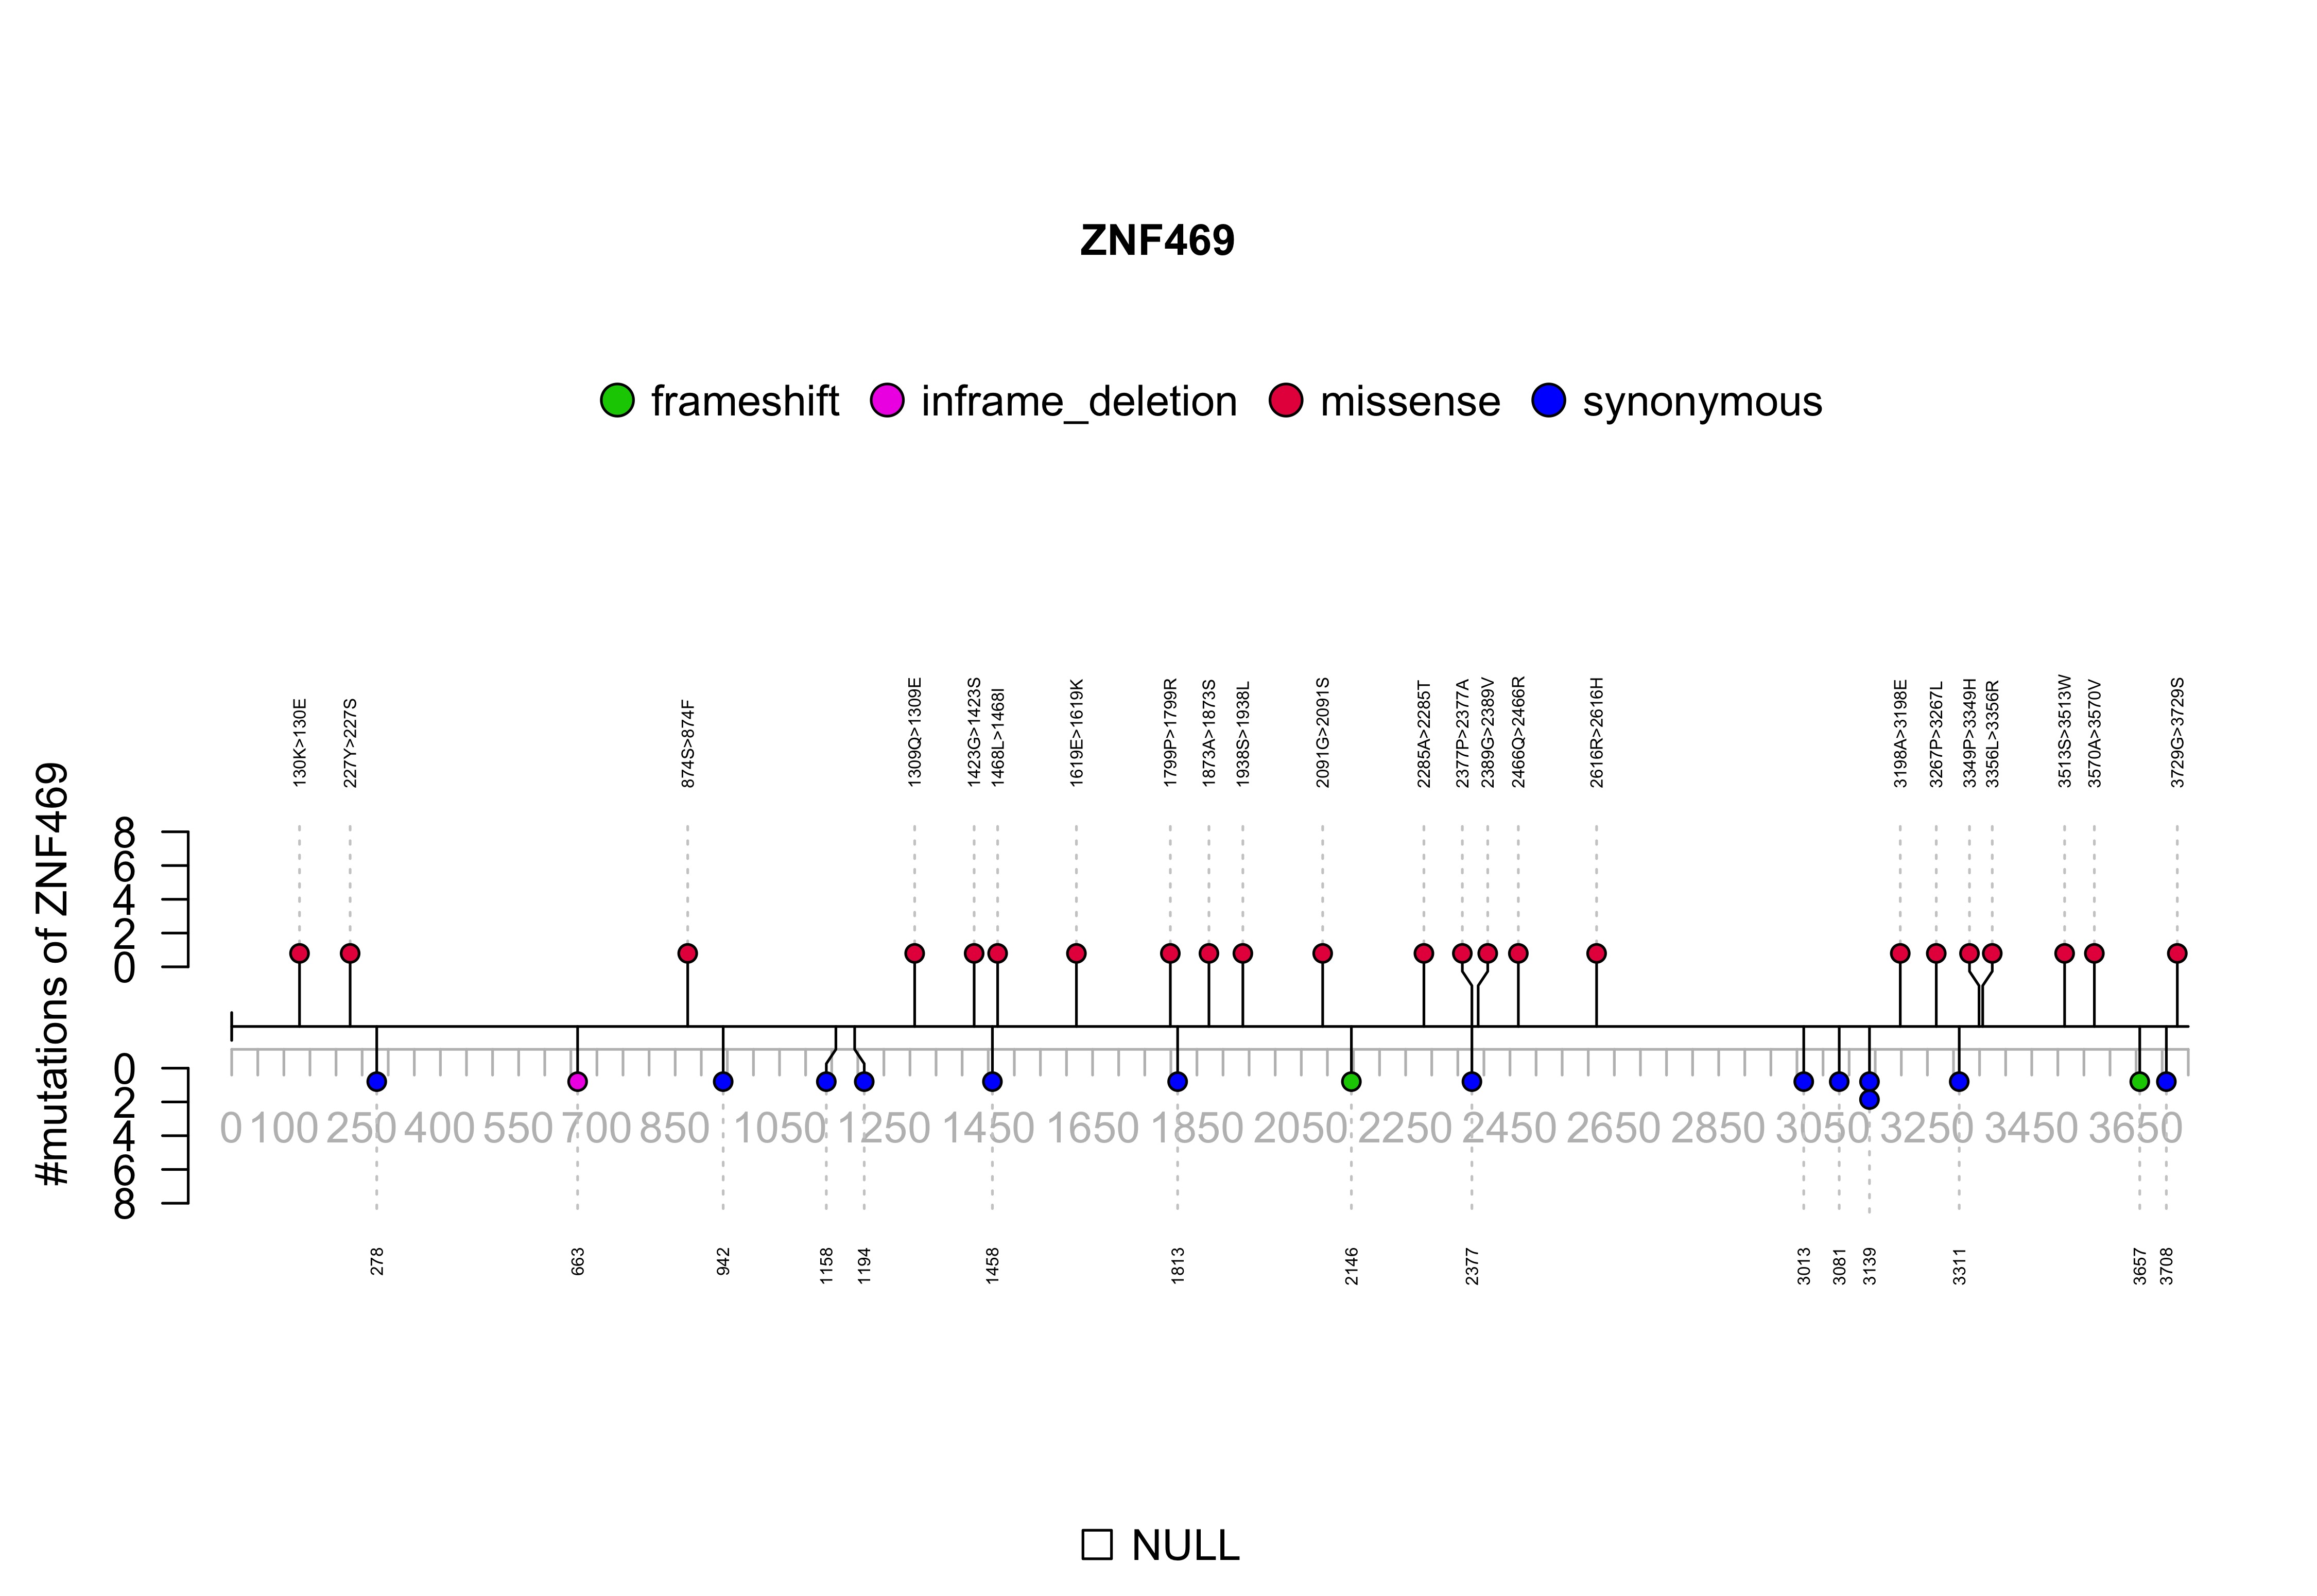 ZNF469
frameshift inframe_deletion missense synonymous
130K>130E
227Y>227S
874S>874F
1309Q>1309E
1423G>1423S
1468L>1468I
1619E>1619K
1799P>1799R
1873A>1873S
1938S>1938L
2091G>2091S
2285A>2285T
2377P>2377A
2389G>2389V
2466Q>2466R
2616R>2616H
3198A>3198E
3267P>3267L
3349P>3349H
3356L>3356R
3513S>3513W
3570A>3570V
3729G>3729S
#mutations of ZNF469
8
6
4
2
0
0
2
4
6
8
0 100 250 400 550 700 850 1050 1250 1450 1650 1850 2050 2250 2450 2650 2850 3050 3250 3450 3650
278
663
942
1158
1194
1458
1813
2146
2377
3013
3081
3139
3311
3657
3708
NULL